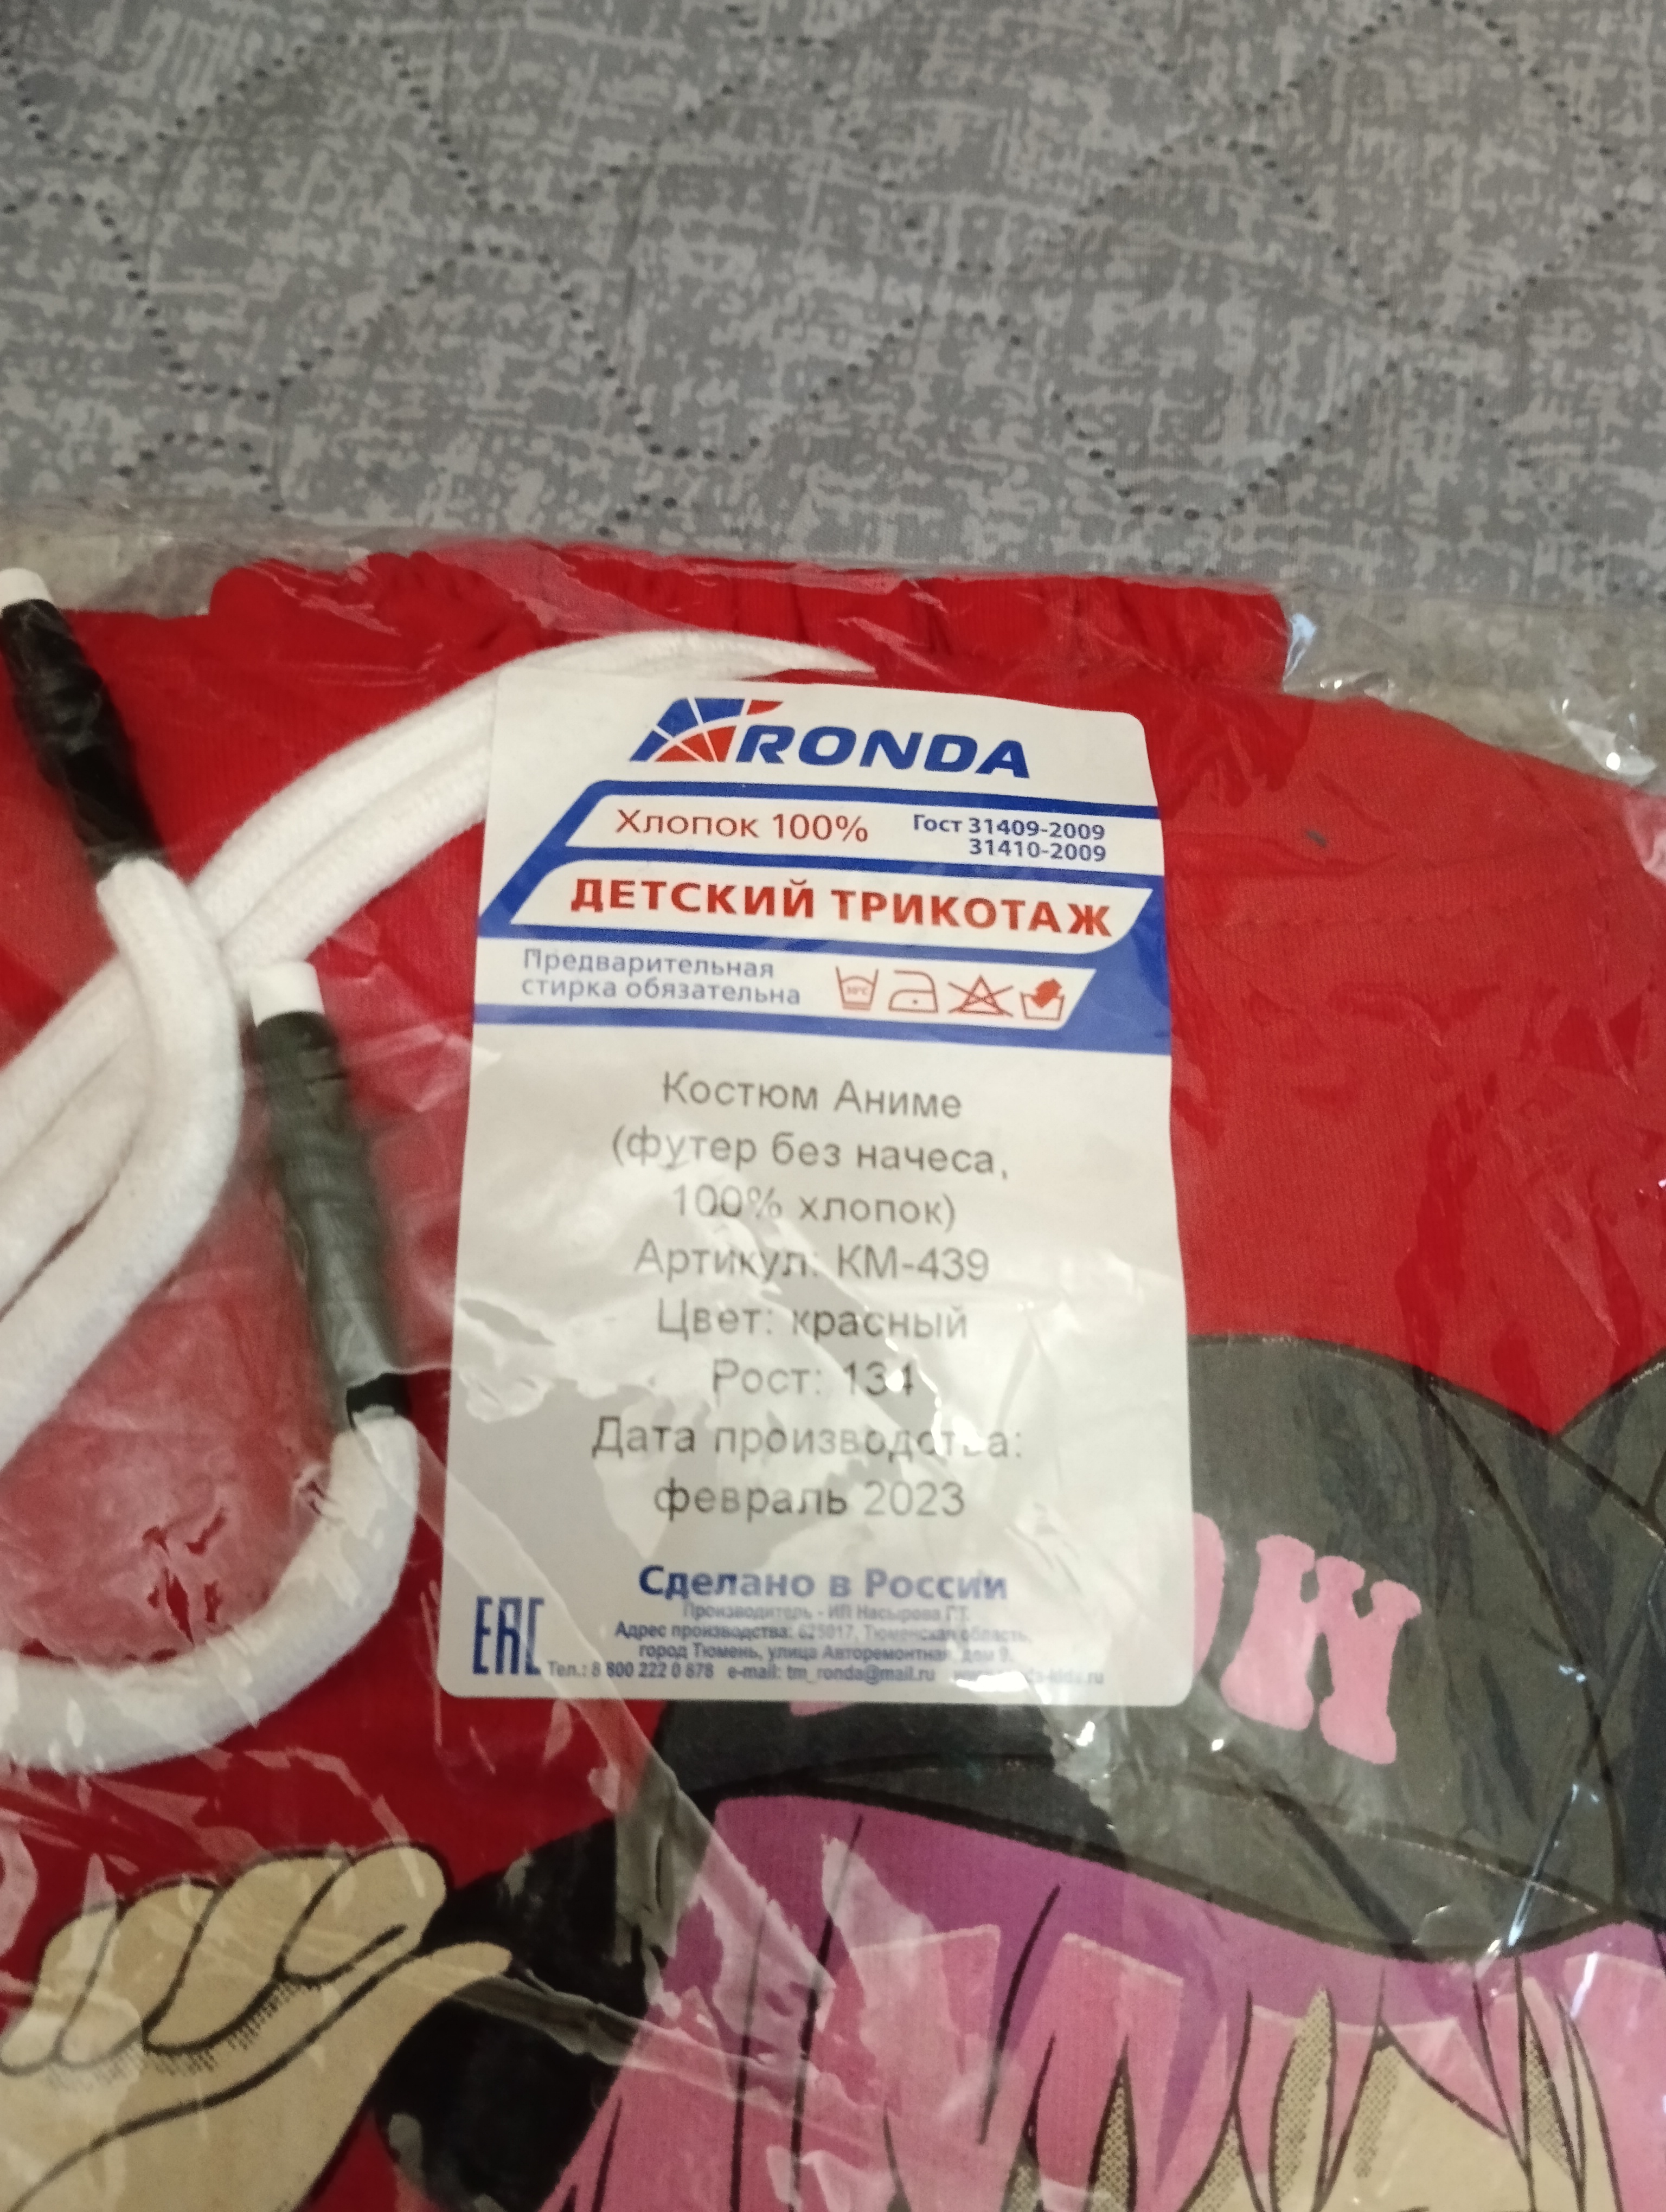 RONDA
Хлопок 100%
Гост 31409-2009
31410-2009
ДЕТСКИЙ ТРИКОТАЖ
Предварительная
стирка обязательна
30°C
Костюм Аниме
(футер без начеса,
100% хлопок)
Артикул: КМ-439
Цвет: красный
Рост: 134
Дата производства:
февраль 2023
Сделано в России
EAC
Производитель - ИП Насырова Г.Т.
Адрес производства: 625017, Тюменская область,
город Тюмень, улица Авторемонтная, дом 9.
Тел.: 8 800 222 0 878 e-mail: tm_ronda@mail.ru